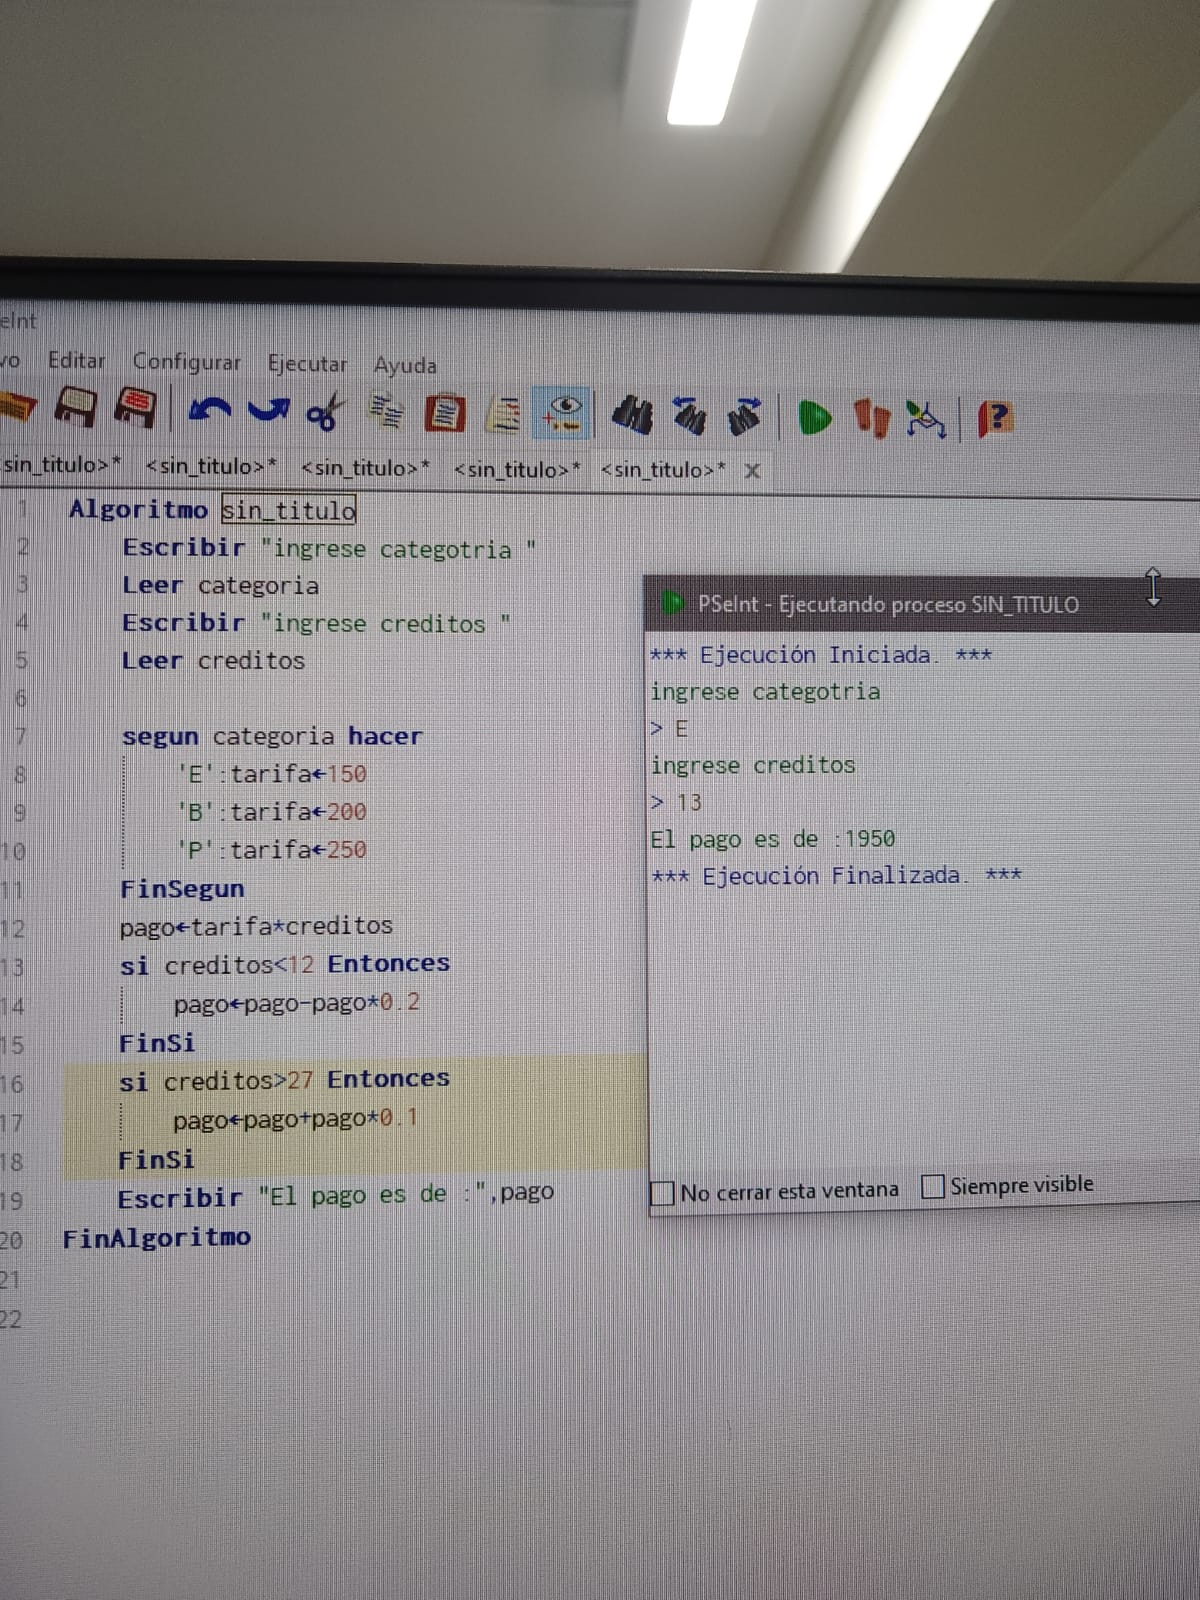 eInt
vo Editar Configurar Ejecutar Ayuda
sin_titulo>* <sin_titulo>* <sin_titulo>* <sin_titulo>* <sin_titulo>* X
1 Algoritmo sin_titulo
2 Escribir "ingrese categotria "
3 Leer categoria
4 Escribir "ingrese creditos "
5 Leer creditos
6
7 segun categoria hacer
8 'E':tarifa←150
9 'B':tarifa←200
10 'P':tarifa←250
11 FinSegun
12 pago←tarifa*creditos
13 si creditos<12 Entonces
14 pago←pago-pago*0.2
15 FinSi
16 si creditos>27 Entonces
17 pago←pago+pago*0.1
18 FinSi
19 Escribir "El pago es de :",pago
20 FinAlgoritmo
21
22
PSeInt - Ejecutando proceso SIN_TITULO
*** Ejecución Iniciada. ***
ingrese categotria
> E
ingrese creditos
> 13
El pago es de :1950
*** Ejecución Finalizada. ***
No cerrar esta ventana Siempre visible